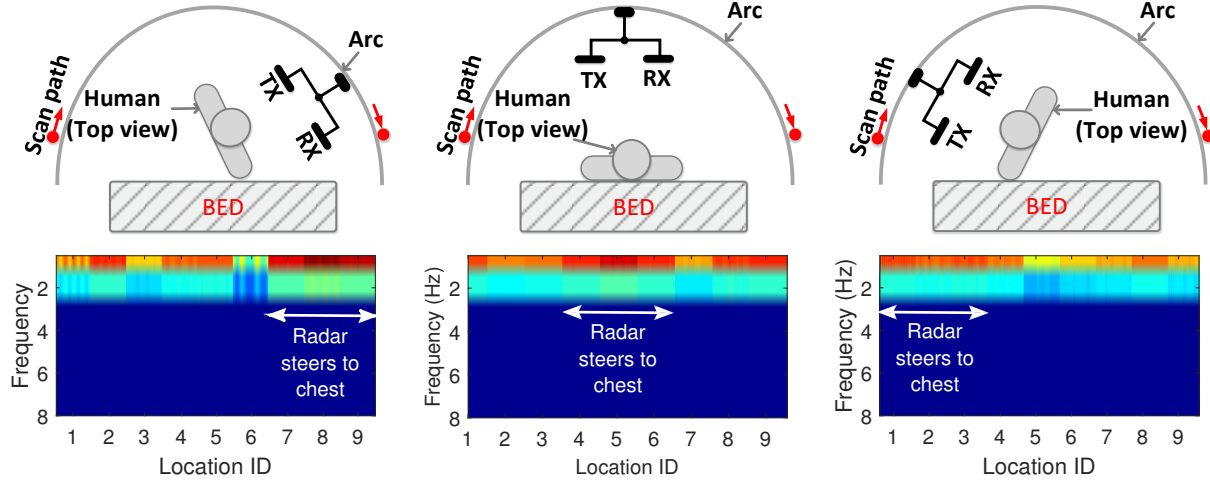 Scan path
Human
(Top view)
TX
RX
Arc
BED
Scan path
Human
(Top view)
TX
RX
Arc
BED
Scan path
TX
RX
Arc
Human
(Top view)
BED
Frequency
2
4
6
8
Radar
steers to
chest
1 2 3 4 5 6 7 8 9
Location ID
Frequency (Hz)
2
4
6
8
Radar
steers to
chest
1 2 3 4 5 6 7 8 9
Location ID
Frequency (Hz)
2
4
6
8
Radar
steers to
chest
1 2 3 4 5 6 7 8 9
Location ID